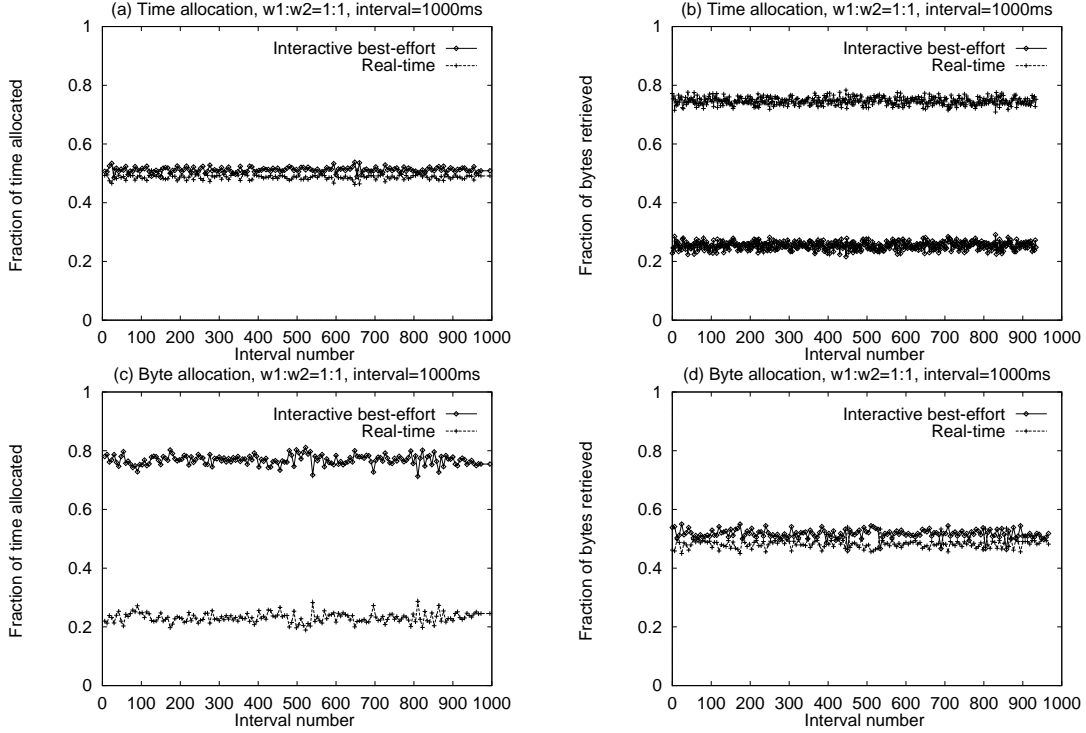 (a) Time allocation, w1:w2=1:1, interval=1000ms
1
Interactive best-effort
Real-time
0.8
0.6
0.4
0.2
0
Fraction of time allocated
0 100 200 300 400 500 600 700 800 900 1000
Interval number
(b) Time allocation, w1:w2=1:1, interval=1000ms
1
Interactive best-effort
Real-time
0.8
0.6
0.4
0.2
0
Fraction of bytes retrieved
0 100 200 300 400 500 600 700 800 900 1000
Interval number
(c) Byte allocation, w1:w2=1:1, interval=1000ms
1
Interactive best-effort
Real-time
0.8
0.6
0.4
0.2
0
Fraction of time allocated
0 100 200 300 400 500 600 700 800 900 1000
Interval number
(d) Byte allocation, w1:w2=1:1, interval=1000ms
1
Interactive best-effort
Real-time
0.8
0.6
0.4
0.2
0
Fraction of bytes retrieved
0 100 200 300 400 500 600 700 800 900 1000
Interval number